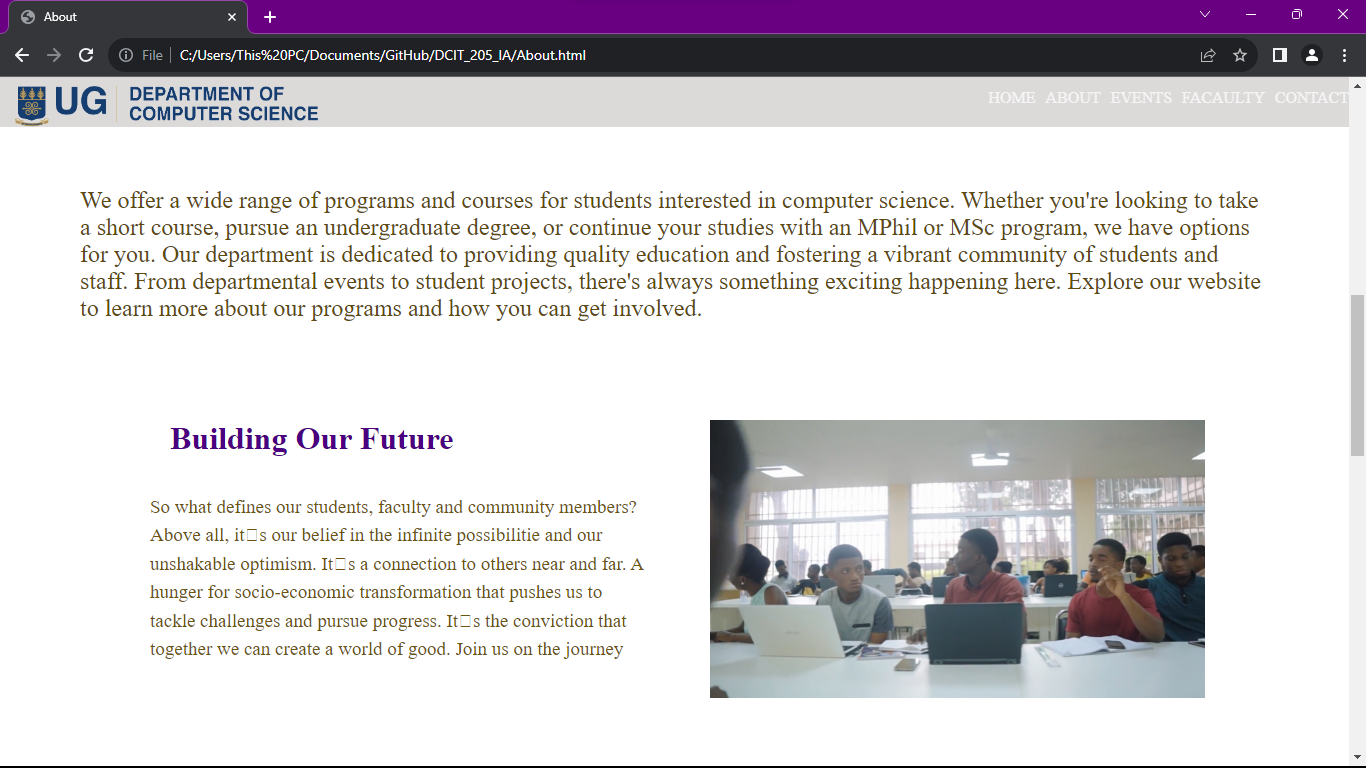 About
File
C:/Users/This%20PC/Documents/GitHub/DCIT_205_IA/About.html
UG
DEPARTMENT OF
COMPUTER SCIENCE
HOME ABOUT EVENTS FACAULTY CONTACT
We offer a wide range of programs and courses for students interested in computer science. Whether you're looking to take
a short course, pursue an undergraduate degree, or continue your studies with an MPhil or MSc program, we have options
for you. Our department is dedicated to providing quality education and fostering a vibrant community of students and
staff. From departmental events to student projects, there's always something exciting happening here. Explore our website
to learn more about our programs and how you can get involved.
Building Our Future
So what defines our students, faculty and community members?
Above all, it□s our belief in the infinite possibilitie and our
unshakable optimism. It□s a connection to others near and far. A
hunger for socio-economic transformation that pushes us to
tackle challenges and pursue progress. It□s the conviction that
together we can create a world of good. Join us on the journey